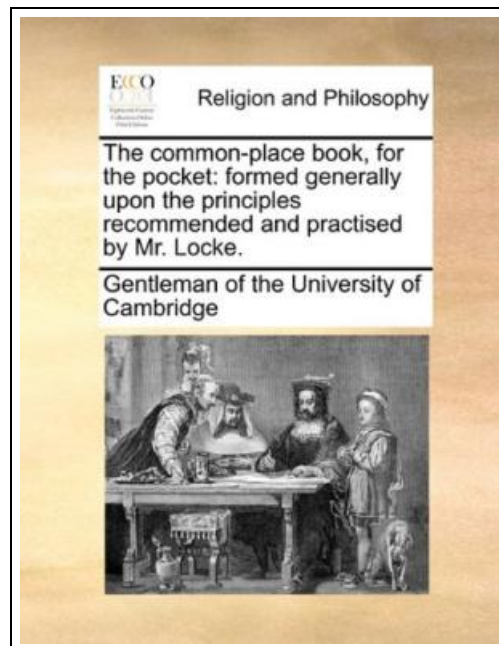 ECCO
Religion and Philosophy
The common-place book, for
the pocket: formed generally
upon the principles
recommended and practised
by Mr. Locke.
Gentleman of the University of
Cambridge